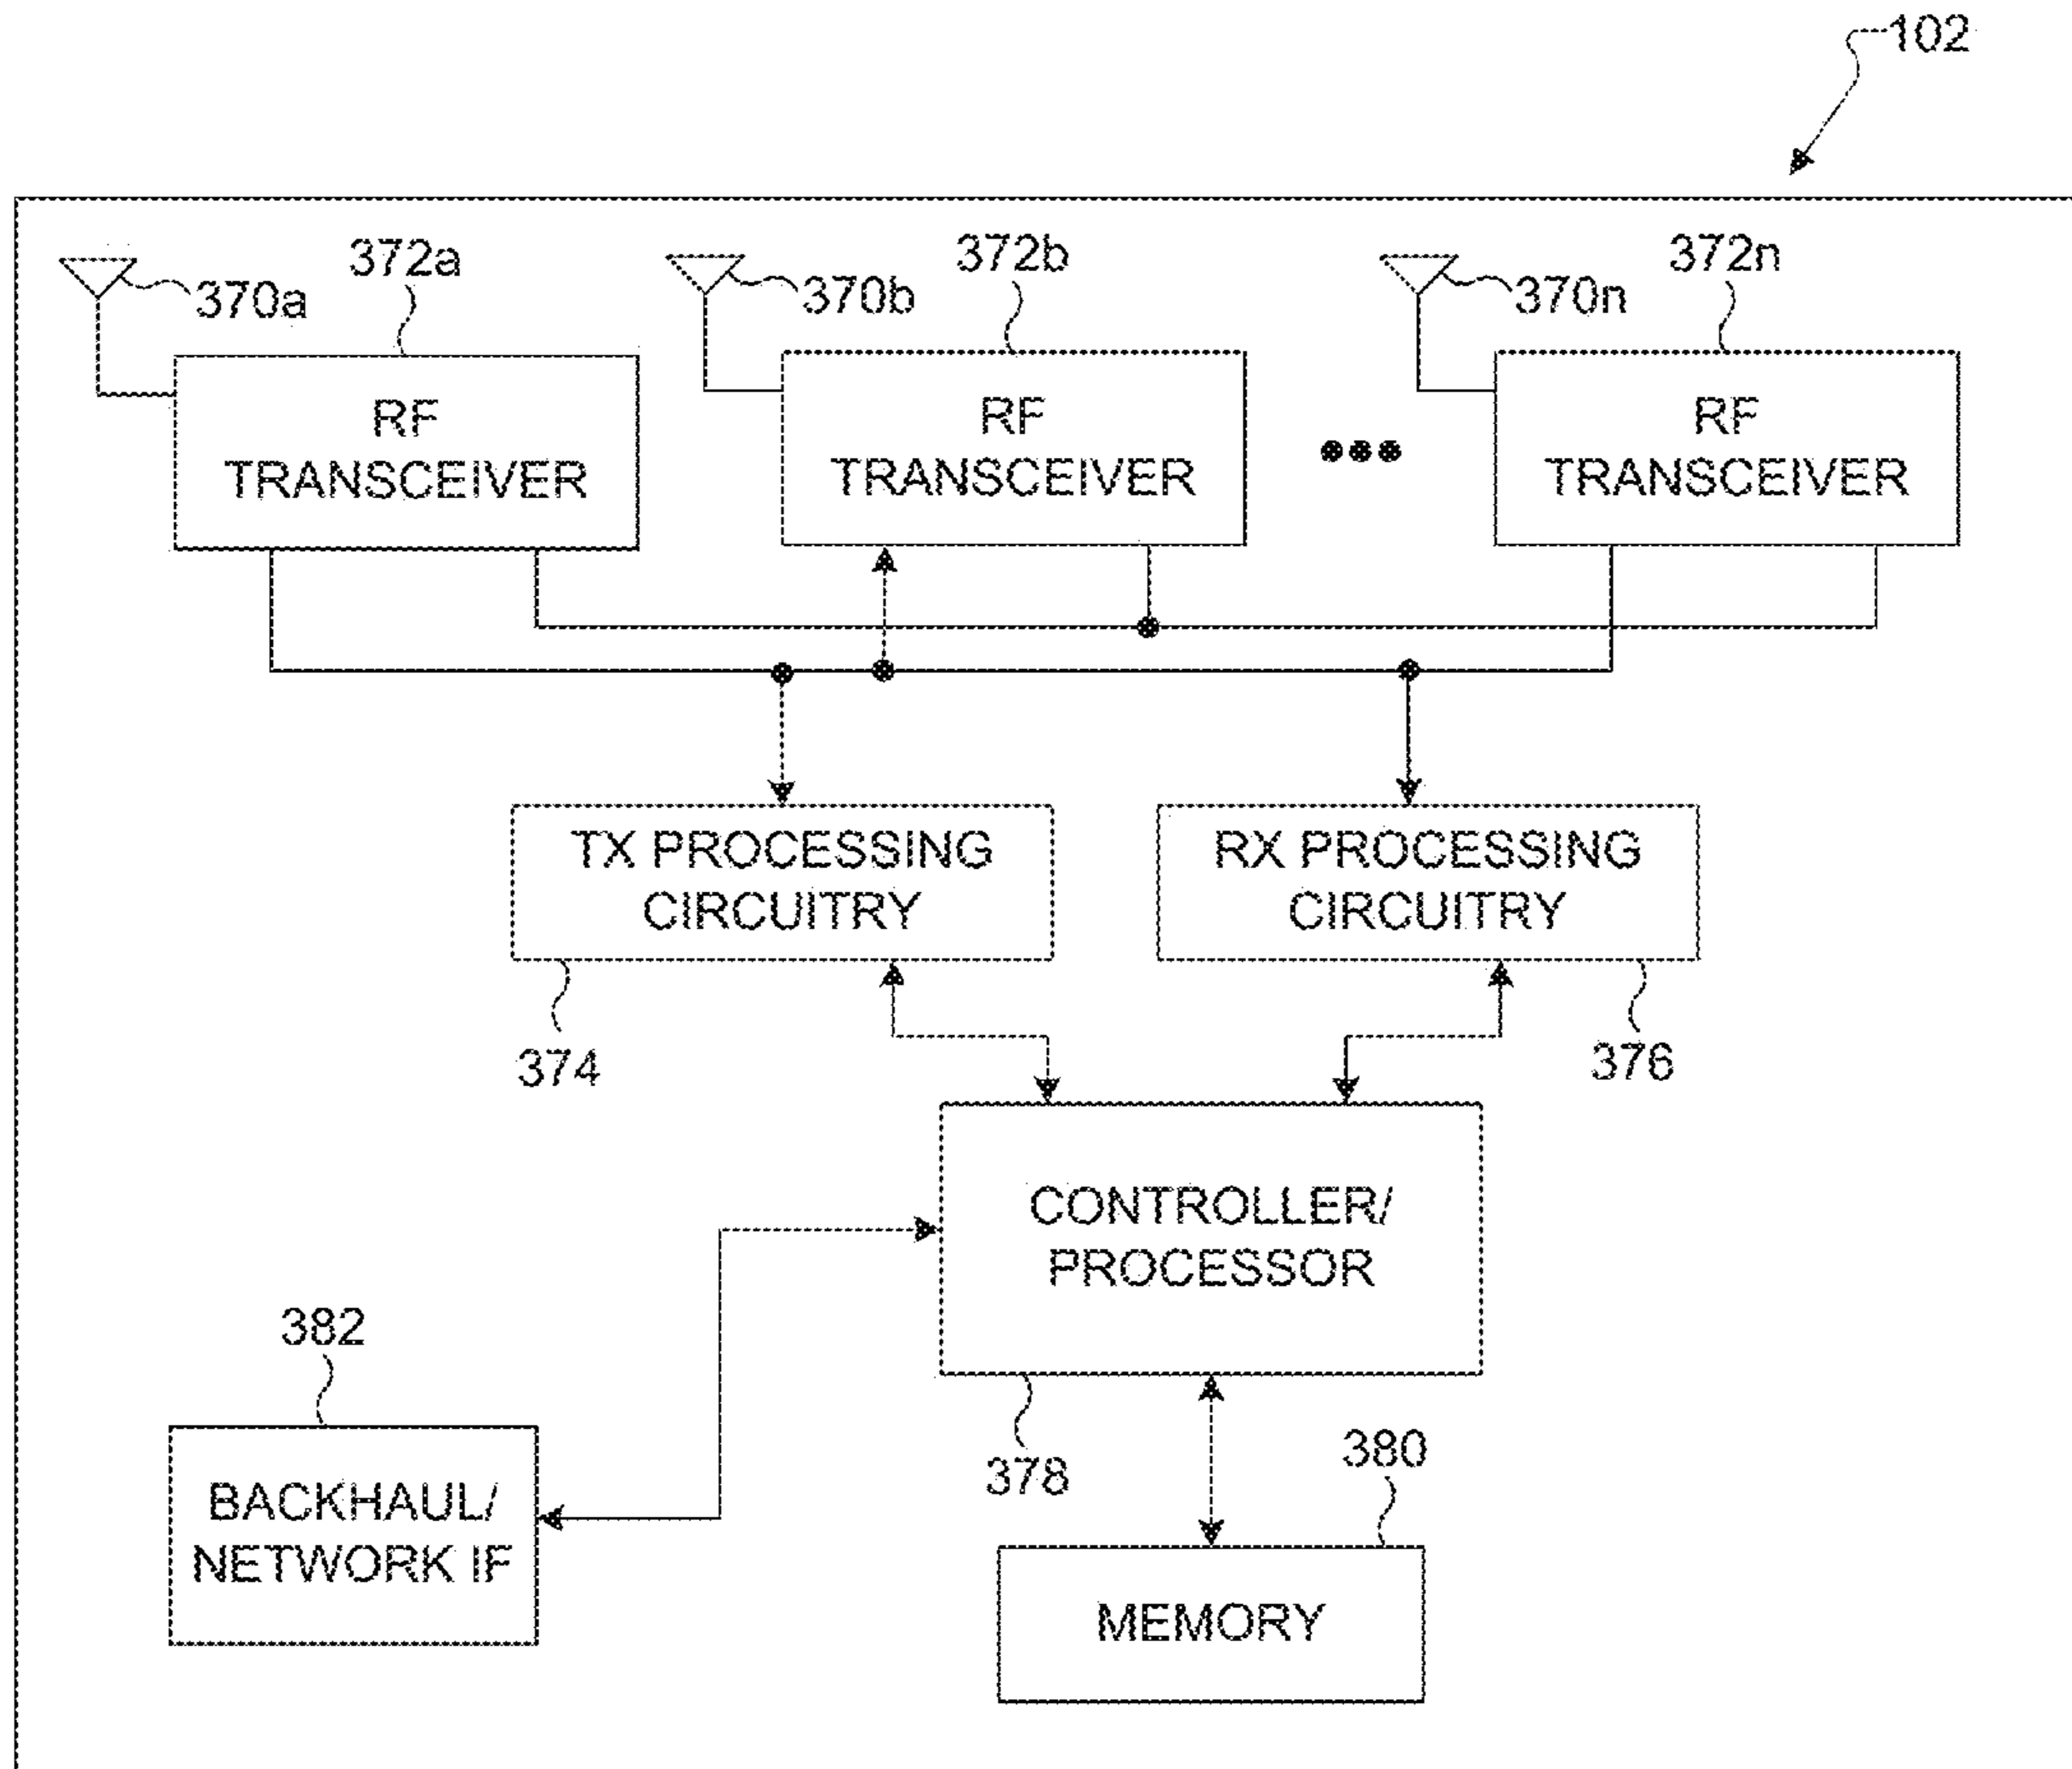 102
372a
372b
372n
370a
370b
370n
RF
TRANSCEIVER
RF
TRANSCEIVER
RF
TRANSCEIVER
TX PROCESSING
CIRCUITRY
RX PROCESSING
CIRCUITRY
374
376
CONTROLLER/
PROCESSOR
382
378
380
BACKHAUL/
NETWORK IF
MEMORY